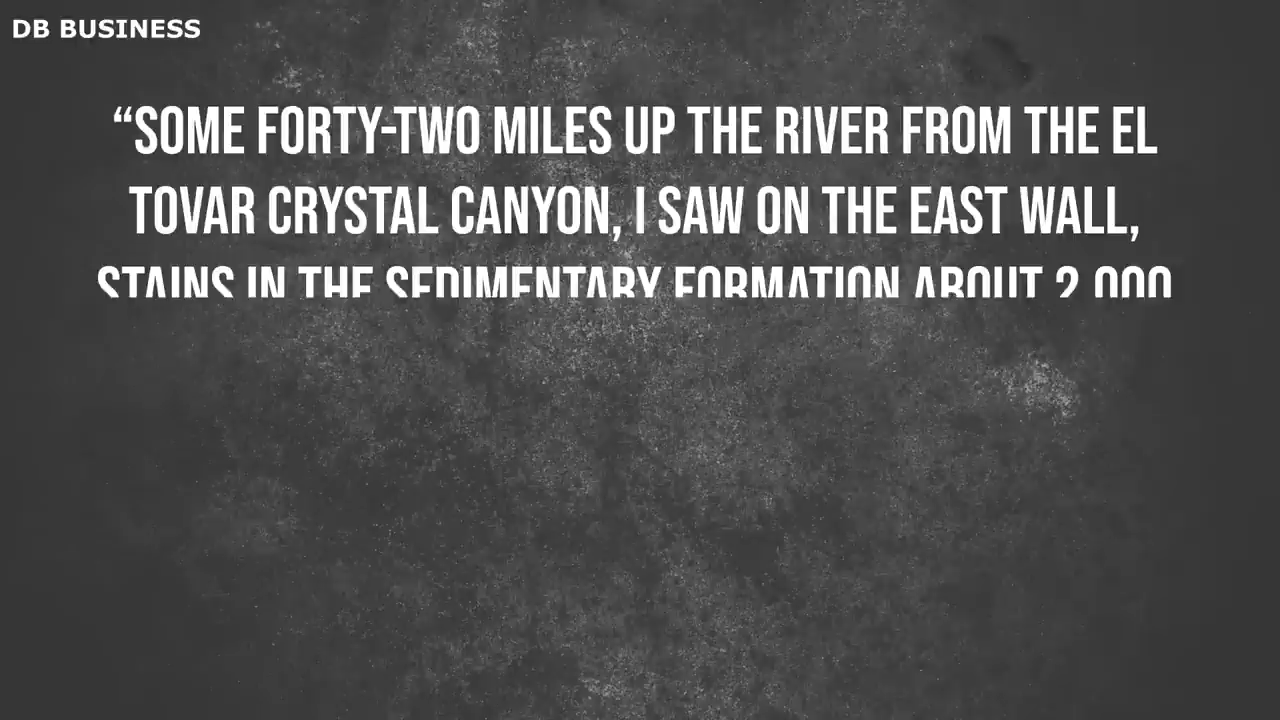 DB BUSINESS
“SOME FORTY-TWO MILES UP THE RIVER FROM THE EL
TOVAR CRYSTAL CANYON, I SAW ON THE EAST WALL,
STAINS IN THE SEDIMENTARY FORMATION ABOUT 2,000